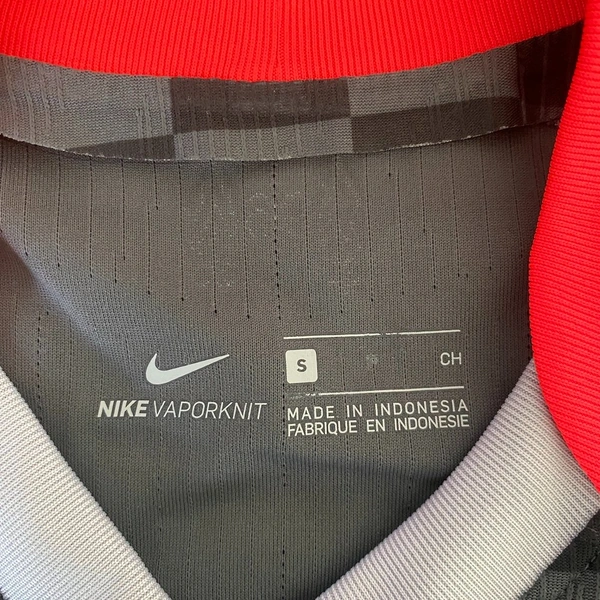 S CH
NIKE VAPORKNIT
MADE IN INDONESIA
FABRIQUE EN INDONESIE